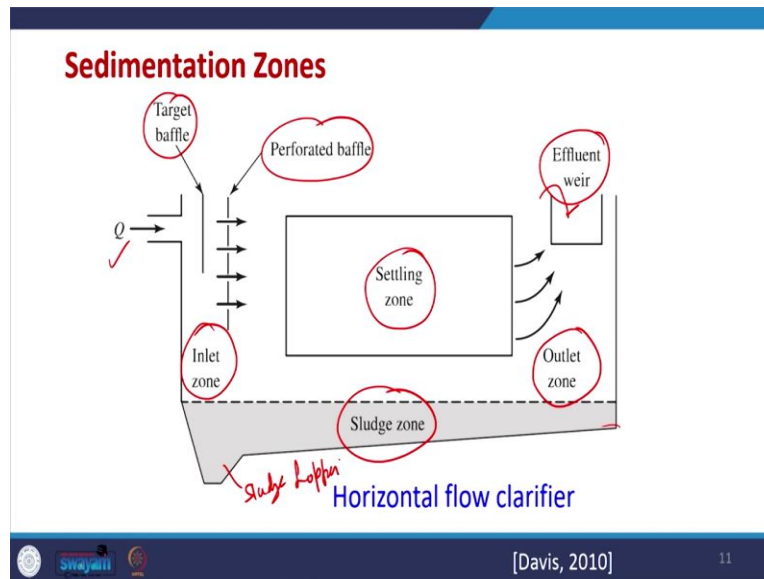 Sedimentation Zones
Target
baffle
Perforated baffle
Effluent
weir
Q
Settling
zone
Inlet
zone
Outlet
zone
Sludge zone
Sludge hopper
Horizontal flow clarifier
swayam
[Davis, 2010]
11